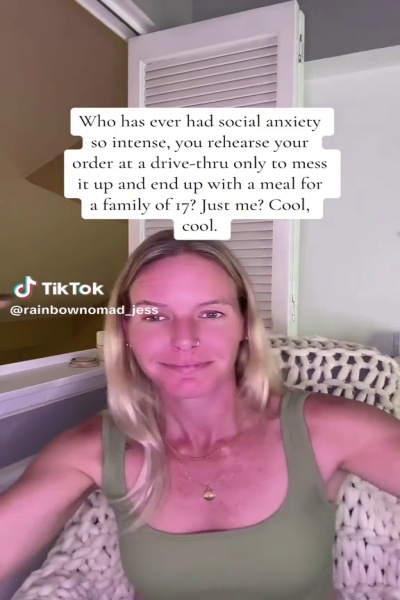 Who has ever had social anxiety
so intense, you rehearse your
order at a drive-thru only to mess
it up and end up with a meal for
a family of 17? Just me? Cool,
cool.
TikTok
@rainbownomad_jess